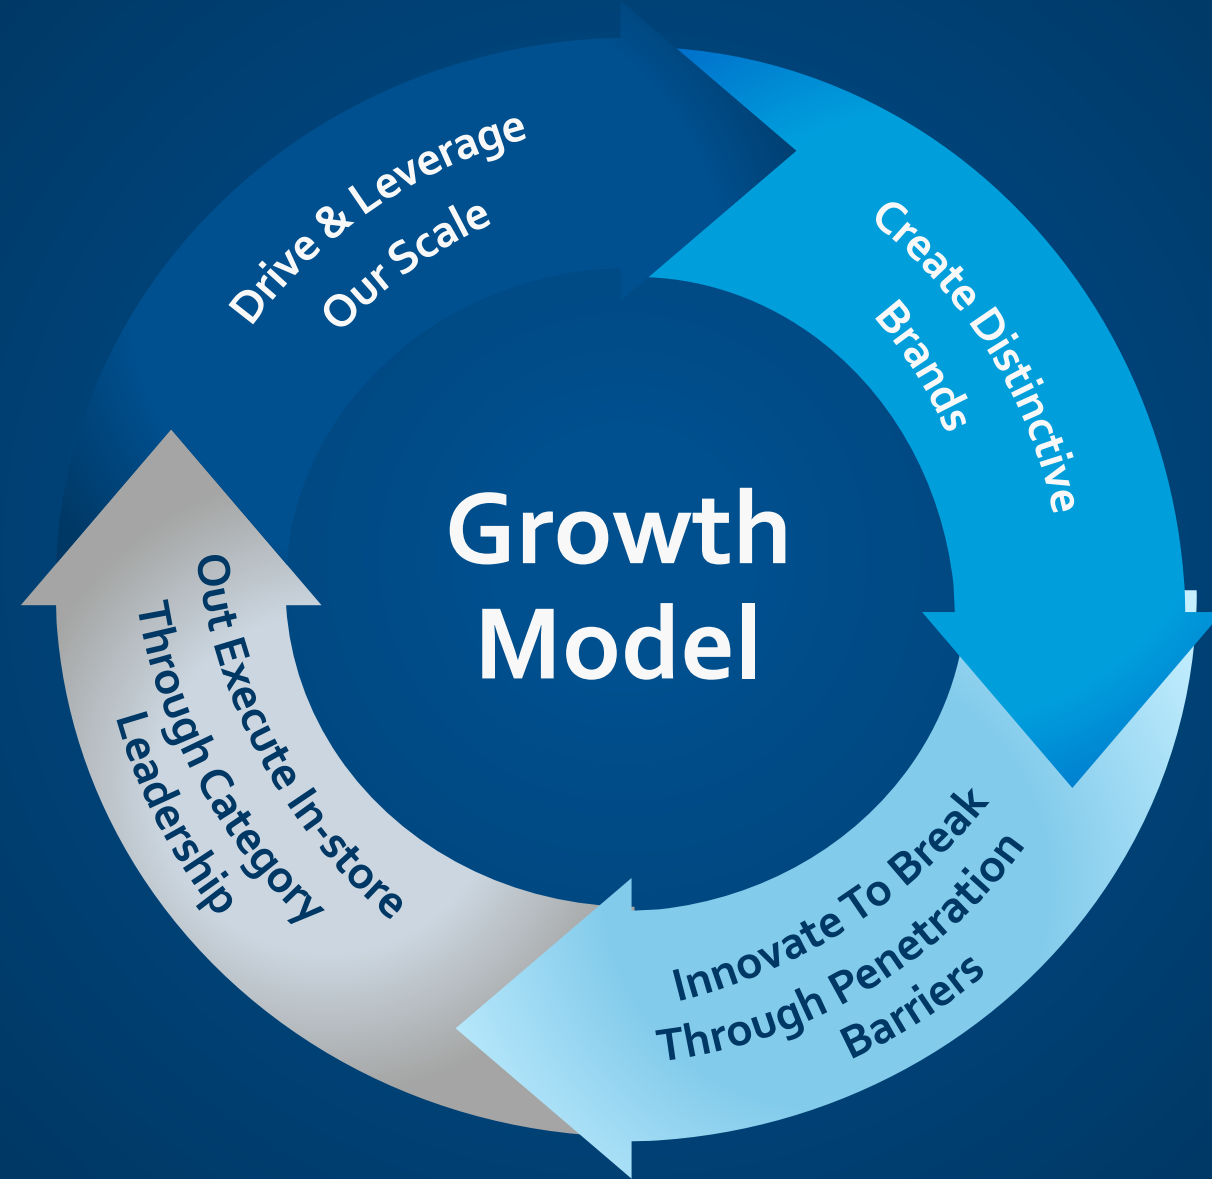 Drive & Leverage
Our Scale
Create Distinctive
Brands
Growth
Model
Out Execute In-store
Through Category
Leadership
Innovate To Break
Through Penetration
Barriers